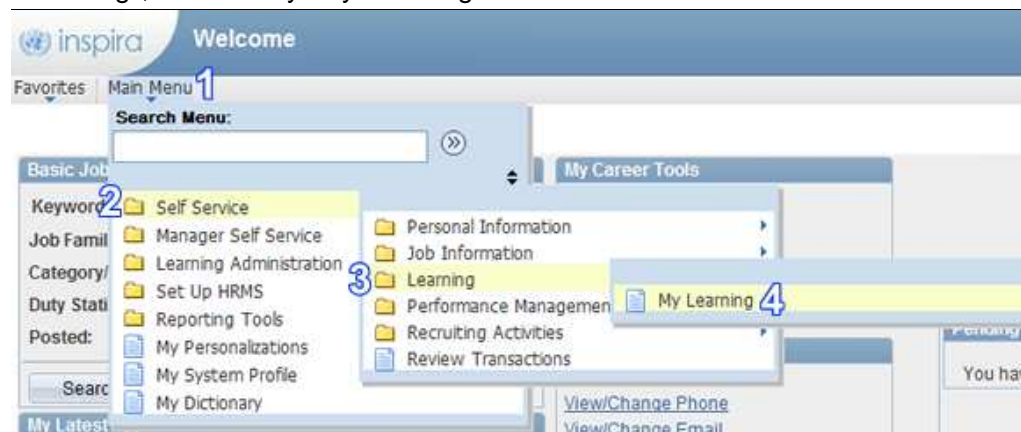 inspira Welcome
Favorites Main Menu 1
Search Menu:
Basic Job
My Career Tools
Keyword
2 Self Service
Job Famil
Manager Self Service
Category/
Learning Administration
Duty Stati
Set Up HRMS
Posted:
Reporting Tools
My Personalizations
My System Profile
My Dictionary
Searc
My Latest
Personal Information
Job Information
3 Learning
Performance Managemen
Recruiting Activities
Review Transactions
My Learning 4
Pending
You hav
View/Change Phone
View/Change Email